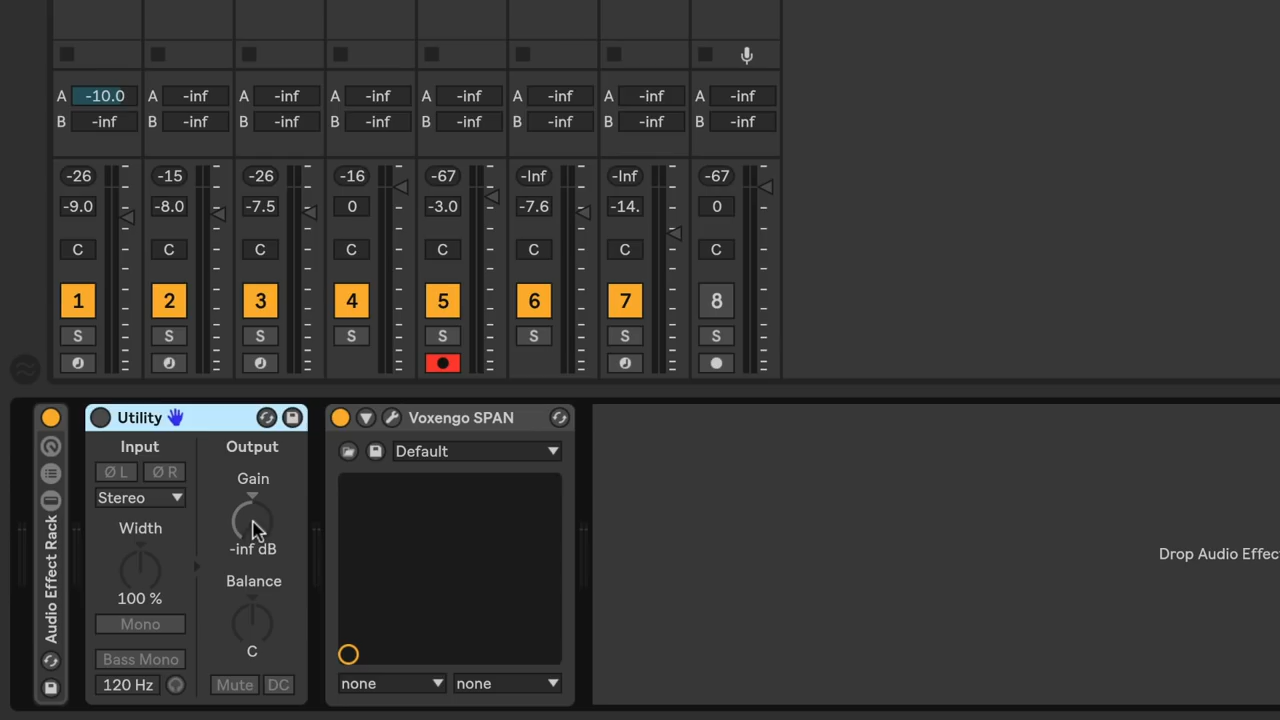 A -10.0 A -inf A -inf A -inf A -inf A -inf A -inf A -inf
B -inf B -inf B -inf B -inf B -inf B -inf B -inf B -inf
-26 -15 -26 -16 -67 -Inf -Inf -67
-9.0 -8.0 -7.5 0 -3.0 -7.6 -14. 0
C C C C C C C C
1 2 3 4 5 6 7 8
S S S S S S S S
Utility Voxengo SPAN
Input Output
Ø L Ø R Default
Gain
Stereo
Width
-inf dB
Balance
100 %
Mono
C
Bass Mono
120 Hz Mute DC none none
Audio Effect Rack
Drop Audio Effec